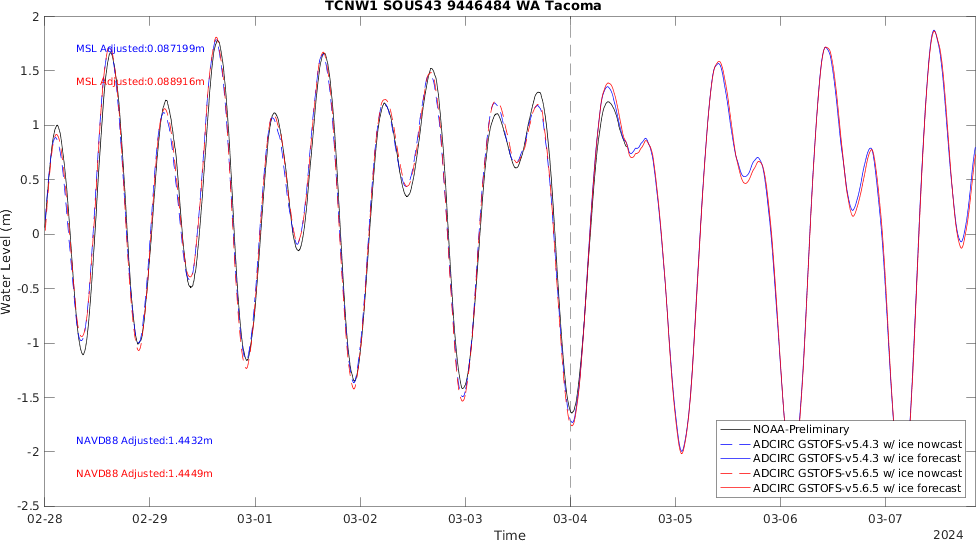 TCNW1 SOUS43 9446484 WA Tacoma
2
MSL Adjusted:0.087199m
1.5
MSL Adjusted:0.088916m
1
0.5
0
Water Level (m)
-0.5
-1
-1.5
NAVD88 Adjusted:1.4432m
-2
NAVD88 Adjusted:1.4449m
-2.5
NOAA-Preliminary
ADCIRC GSTOFS-v5.4.3 w/ ice nowcast
ADCIRC GSTOFS-v5.4.3 w/ ice forecast
ADCIRC GSTOFS-v5.6.5 w/ ice nowcast
ADCIRC GSTOFS-v5.6.5 w/ ice forecast
02-28 02-29 03-01 03-02 03-03 03-04 03-05 03-06 03-07
Time
2024